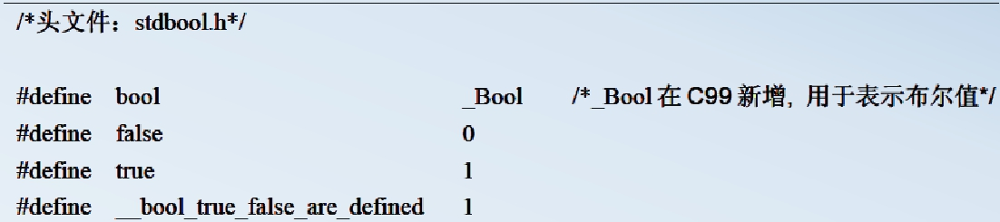 /*头文件：stdbool.h*/
#define bool _Bool /*_Bool在C99新增, 用于表示布尔值*/
#define false 0
#define true 1
#define __bool_true_false_are_defined 1